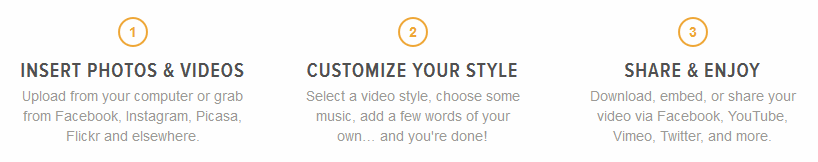 1
INSERT PHOTOS & VIDEOS
Upload from your computer or grab
from Facebook, Instagram, Picasa,
Flickr and elsewhere.
2
CUSTOMIZE YOUR STYLE
Select a video style, choose some
music, add a few words of your
own... and you're done!
3
SHARE & ENJOY
Download, embed, or share your
video via Facebook, YouTube,
Vimeo, Twitter, and more.